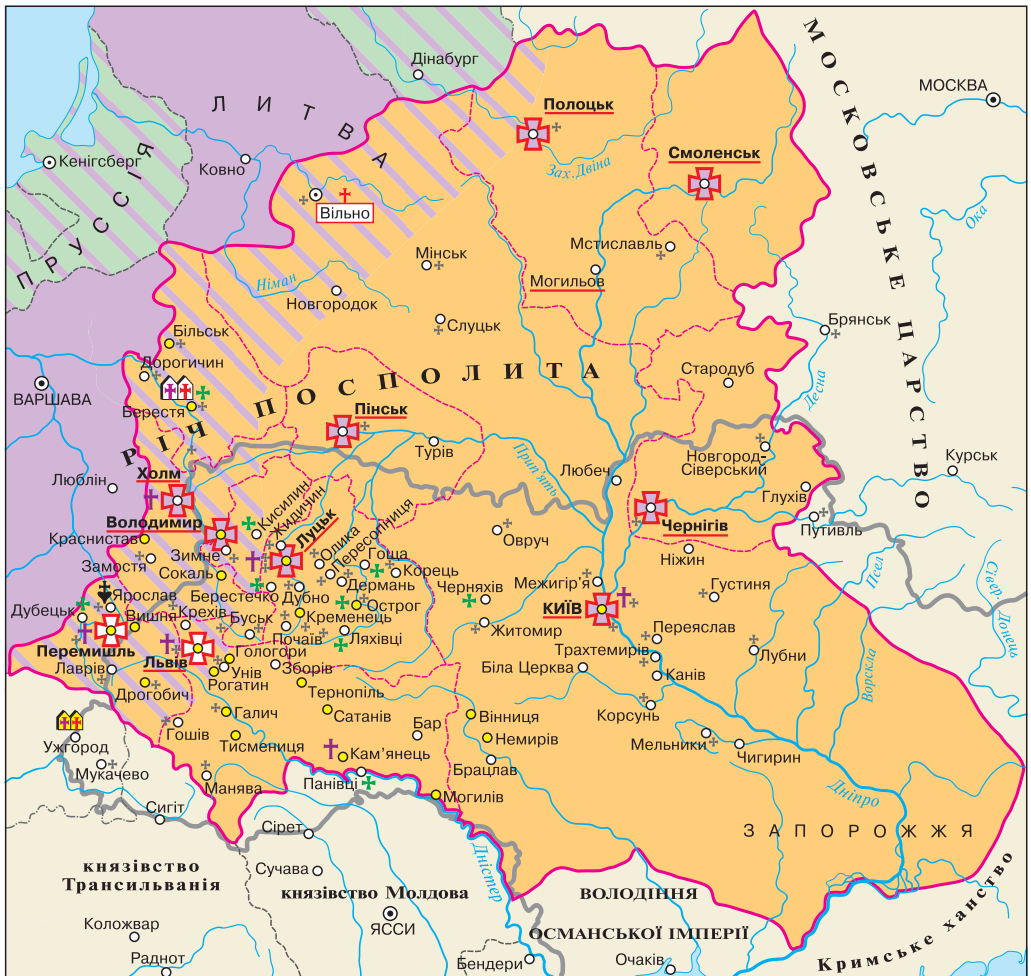 Дінабург
МОСКВА
МОСКОВСЬКЕ ЦАРСТВО
ЛИТВА
Полоцьк
Смоленськ
Кенігсберг
Ковно
Зах.Двіна
ПРУССІЯ
Вільно
Ока
Мстиславль
Мінськ
Могильов
Німан
Новгородок
Слуцьк
Брянськ
Більськ
Дорогичин
РІЧ ПОСПОЛИТА
Стародуб
ВАРШАВА
Десна
Берестя
Пінськ
Турів
Новгород-
Сіверський
Прип'ять
Любеч
Курськ
Холм
Люблін
Глухів
Кисилин
Жидичин
Володимир
Луцьк
Пересопниця
Чернігів
Путивль
Краснистав
Олика
Овруч
Зимне
Гоща
Ніжин
Замостя
Сокаль
Корець
Дермань
Межигір'я
Псел
Сівер. Донець
Густиня
Ярослав
Берестечко
Дубно
Острог
Черняхів
Дубецьк
Вишня
Крехів
Буськ
Кременець
КИЇВ
Почаїв
Ляхівці
Житомир
Переяслав
Перемишль
Львів
Гологори
Трахтемирів
Лубни
Ворскла
Лаврів
Унів
Зборів
Біла Церква
Канів
Рогатин
Дрогобич
Тернопіль
Галич
Сатанів
Вінниця
Корсунь
Бар
Ужгород
Гошів
Немирів
Мельники
Тисмениця
Кам'янець
Чигирин
Мукачево
Брацлав
Манява
Панівці
Могилів
Дніпро
Сигіт
Сірет
ЗАПОРОЖЖЯ
князівство
Трансильванія
Сучава
князівство Молдова
Дністер
ВОЛОДІННЯ
ОСМАНСЬКОЇ ІМПЕРІЇ
Кримське ханство
Коложвар
ЯССИ
Раднот
Бендери
Очаків